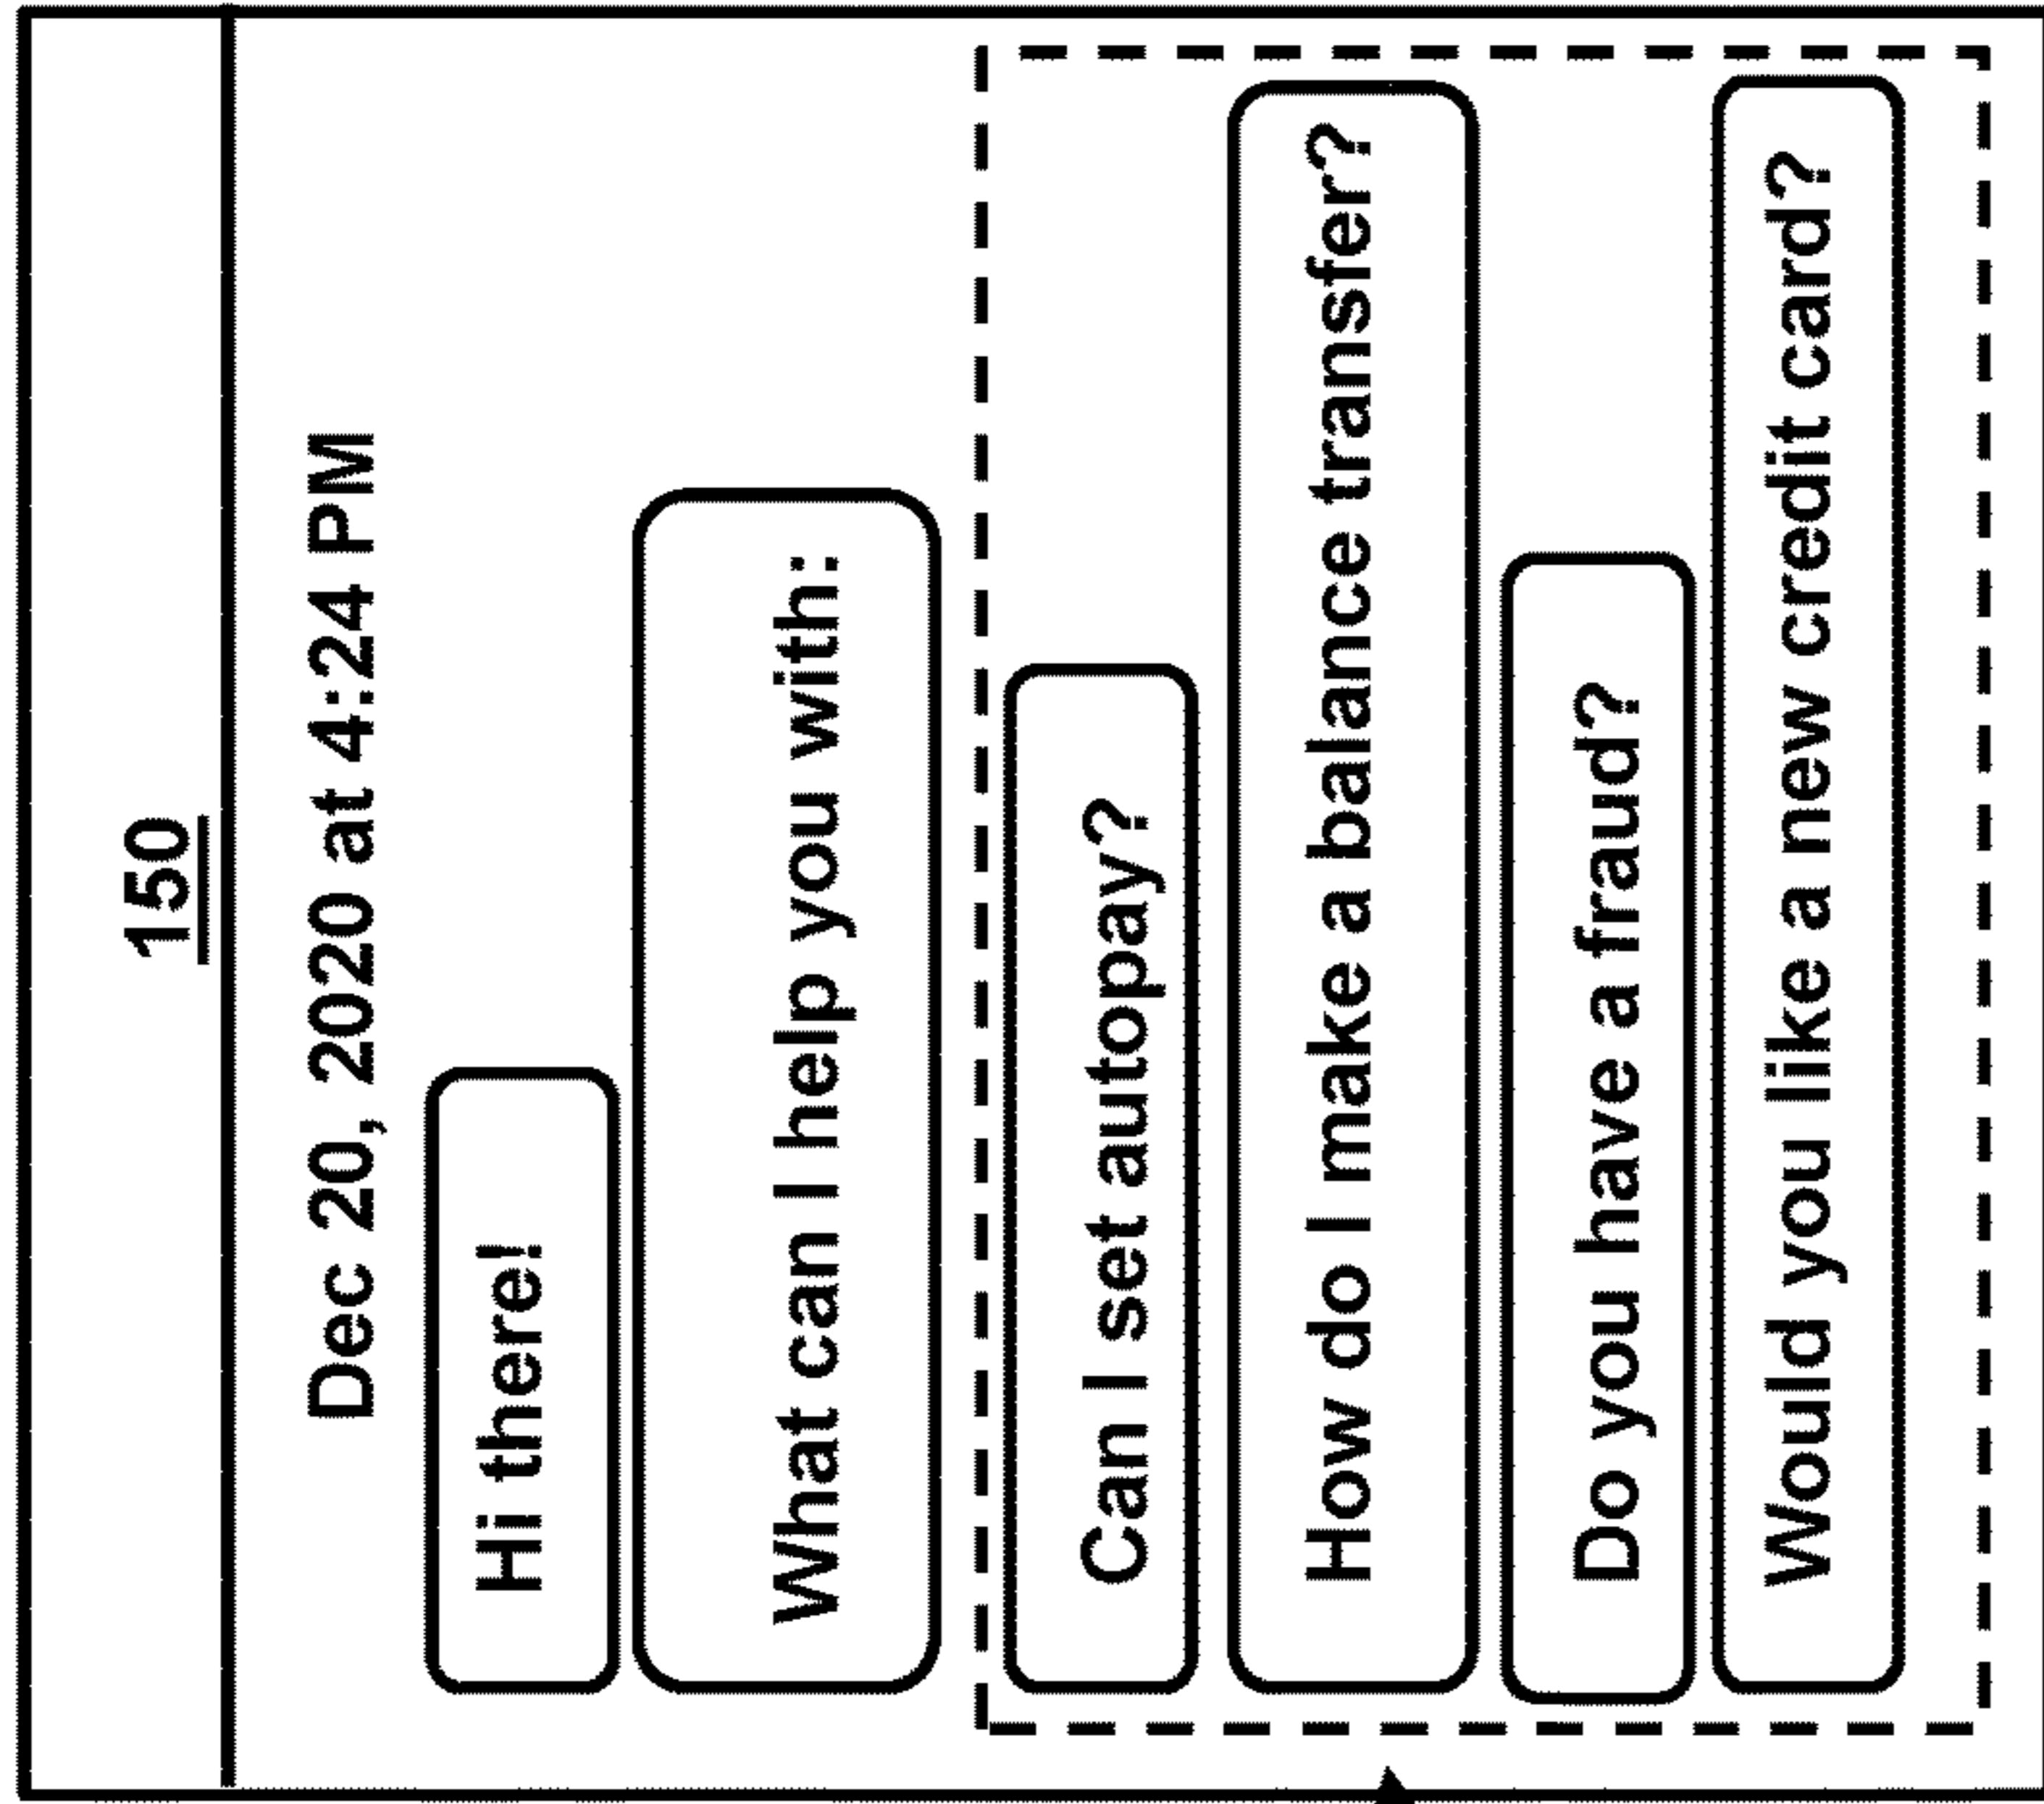 150
Dec 20, 2020 at 4:24 PM
Hi there!
What can I help you with:
Can I set autopay?
How do I make a balance transfer?
Do you have a fraud?
Would you like a new credit card?